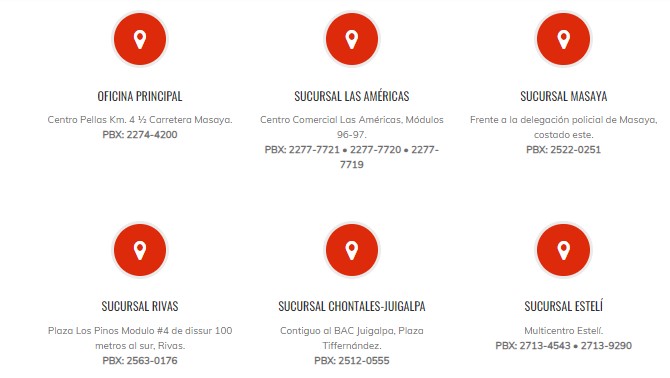 OFICINA PRINCIPAL
Centro Pellas Km. 4 ½ Carretera Masaya.
PBX: 2274-4200
SUCURSAL LAS AMÉRICAS
Centro Comercial Las Américas, Módulos
96-97.
PBX: 2277-7721 • 2277-7720 • 2277-
7719
SUCURSAL MASAYA
Frente a la delegación policial de Masaya,
costado este.
PBX: 2522-0251
SUCURSAL RIVAS
Plaza Los Pinos Modulo #4 de dissur 100
metros al sur, Rivas.
PBX: 2563-0176
SUCURSAL CHONTALES-JUIGALPA
Contiguo al BAC Juigalpa, Plaza
Tiffernández.
PBX: 2512-0555
SUCURSAL ESTELÍ
Multicentro Estelí.
PBX: 2713-4543 • 2713-9290